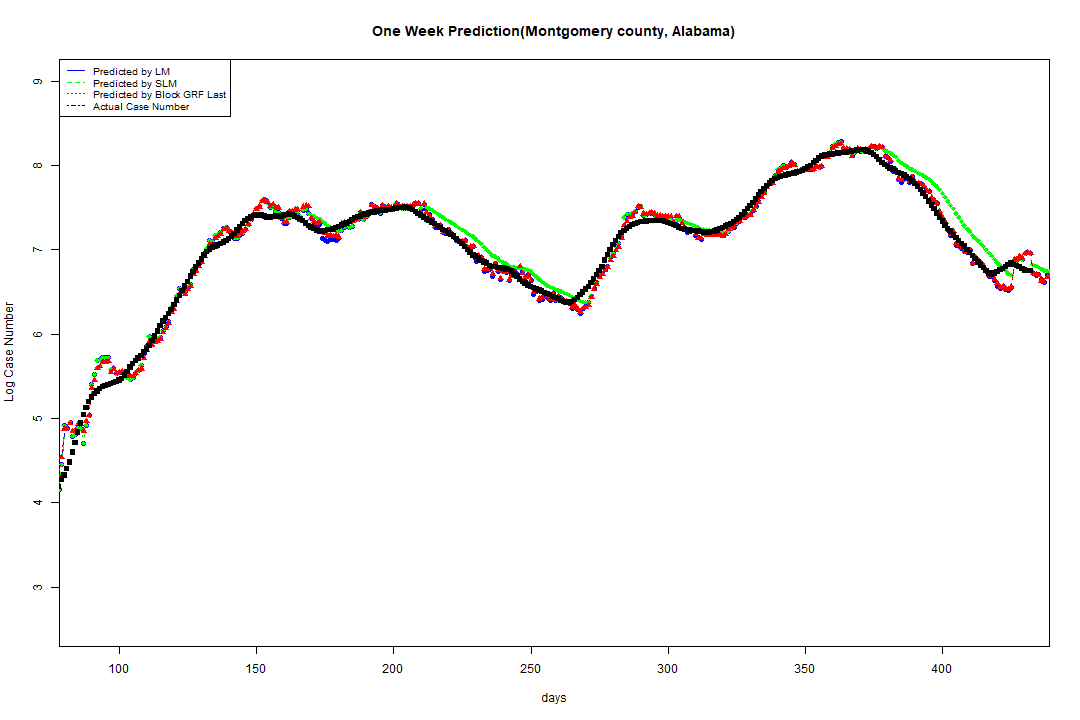 One Week Prediction(Montgomery county, Alabama)
Predicted by LM
Predicted by SLM
Predicted by Block GRF Last
Actual Case Number
9
8
7
6
5
4
3
Log Case Number
100 150 200 250 300 350 400
days